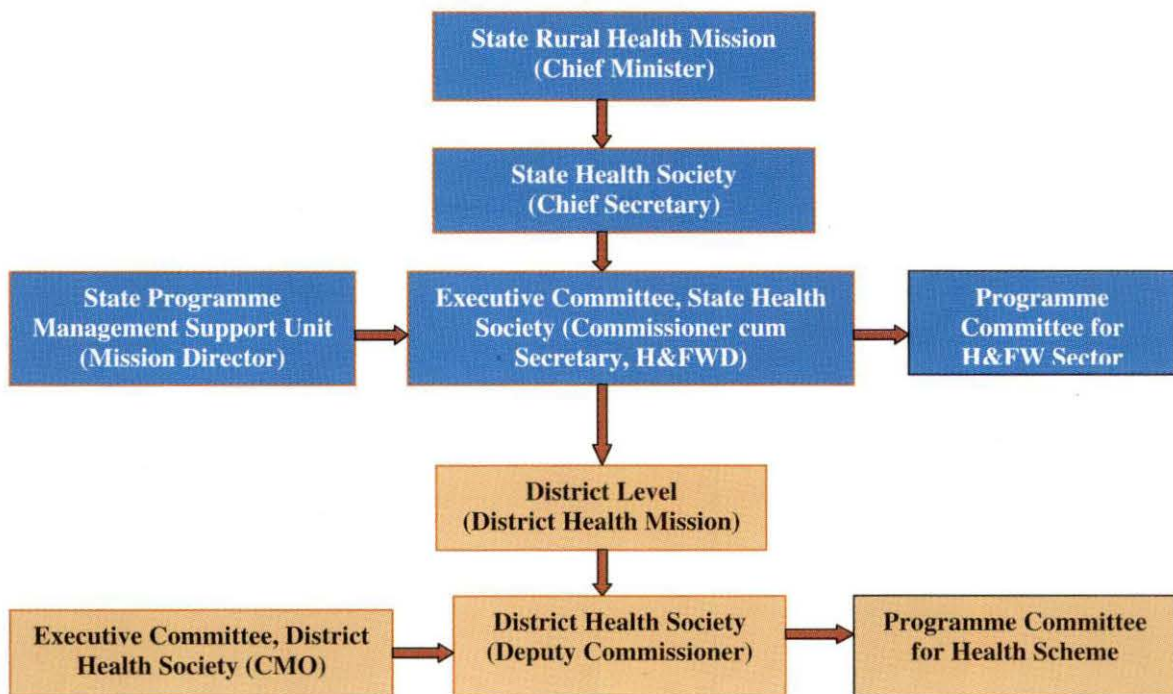 State Rural Health Mission
(Chief Minister)
State Health Society
(Chief Secretary)
State Programme
Management Support Unit
(Mission Director)
Executive Committee, State Health
Society (Commissioner cum
Secretary, H&FWD)
Programme
Committee for
H&FW Sector
District Level
(District Health Mission)
Executive Committee, District
Health Society (CMO)
District Health Society
(Deputy Commissioner)
Programme Committee
for Health Scheme